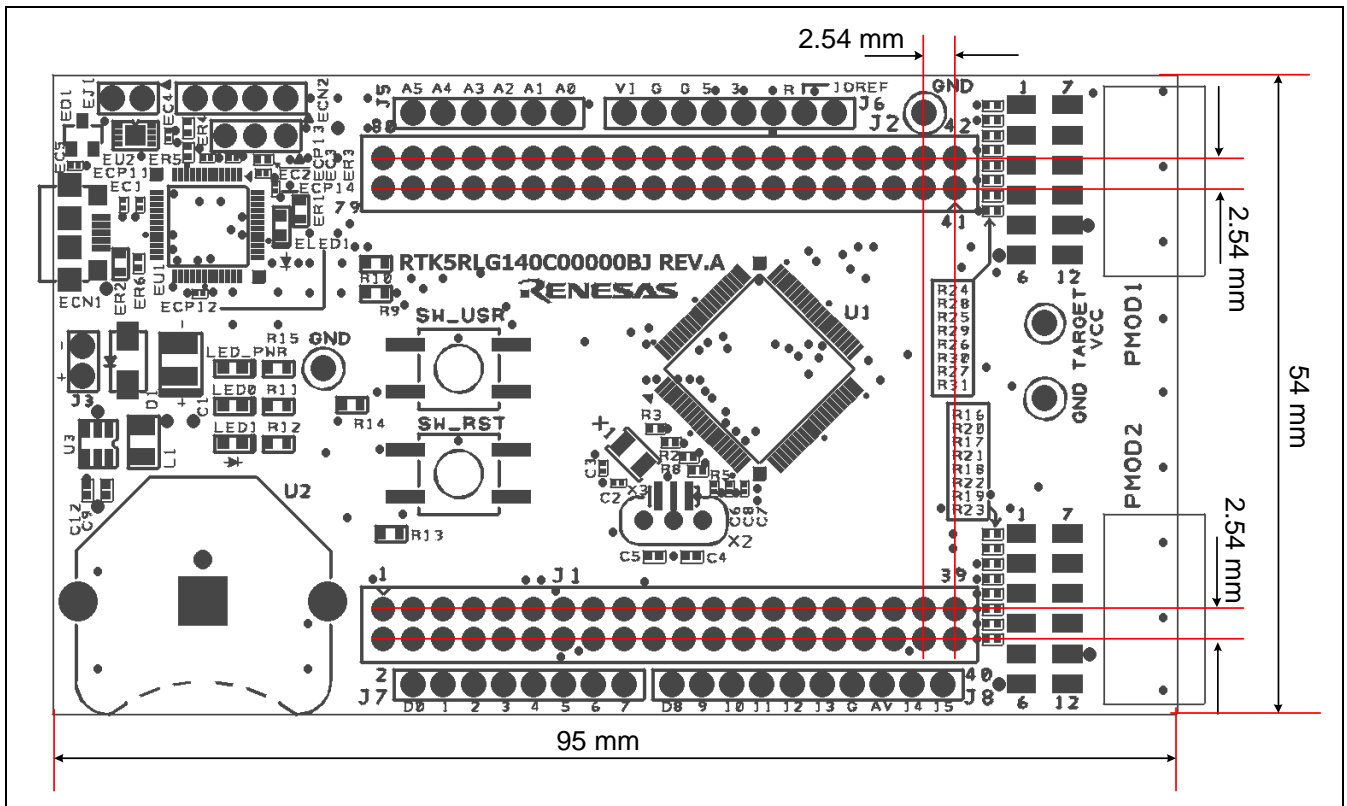 2.54 mm
ED1
EJ1
EC4
ECN2
J5
A5 A4 A3 A2 A1 A0
VI G G 5 3 R IOREF
J6
GND
1 7
80
J2
42
EC5
EU2
ER5
ER4
ECP11
EC1
ECP13
EC3
ER3
EC2
ECP14
ER1
79
41
2.54 mm
EU1
ELED1
ECN1
ER2
ER6
ECP12
R10
R9
RTK5RLG140C00000BJ REV.A
RENESAS
6 12
R24
R28
R25
R29
R26
R30
R27
R31
GND TARGET
VCC
PMOD1
SW_USR
U1
R15
GND
LED_PWR
- +
J3
D1
- +
C1
LED0
R11
LED1
R12
R14
54 mm
U3
L1
SW_RST
R3
+
R2
R8
R5
C3
C2
X3
C6
C8
C7
X2
C5
C4
R16
R20
R17
R21
R18
R22
R19
R23
PMOD2
C12
C9
U2
R13
1 7
1
J1
39
2.54 mm
2
40
J7
D0 1 2 3 4 5 6 7
D8 9 10 11 12 13 G AV 14 15
J8
6 12
95 mm